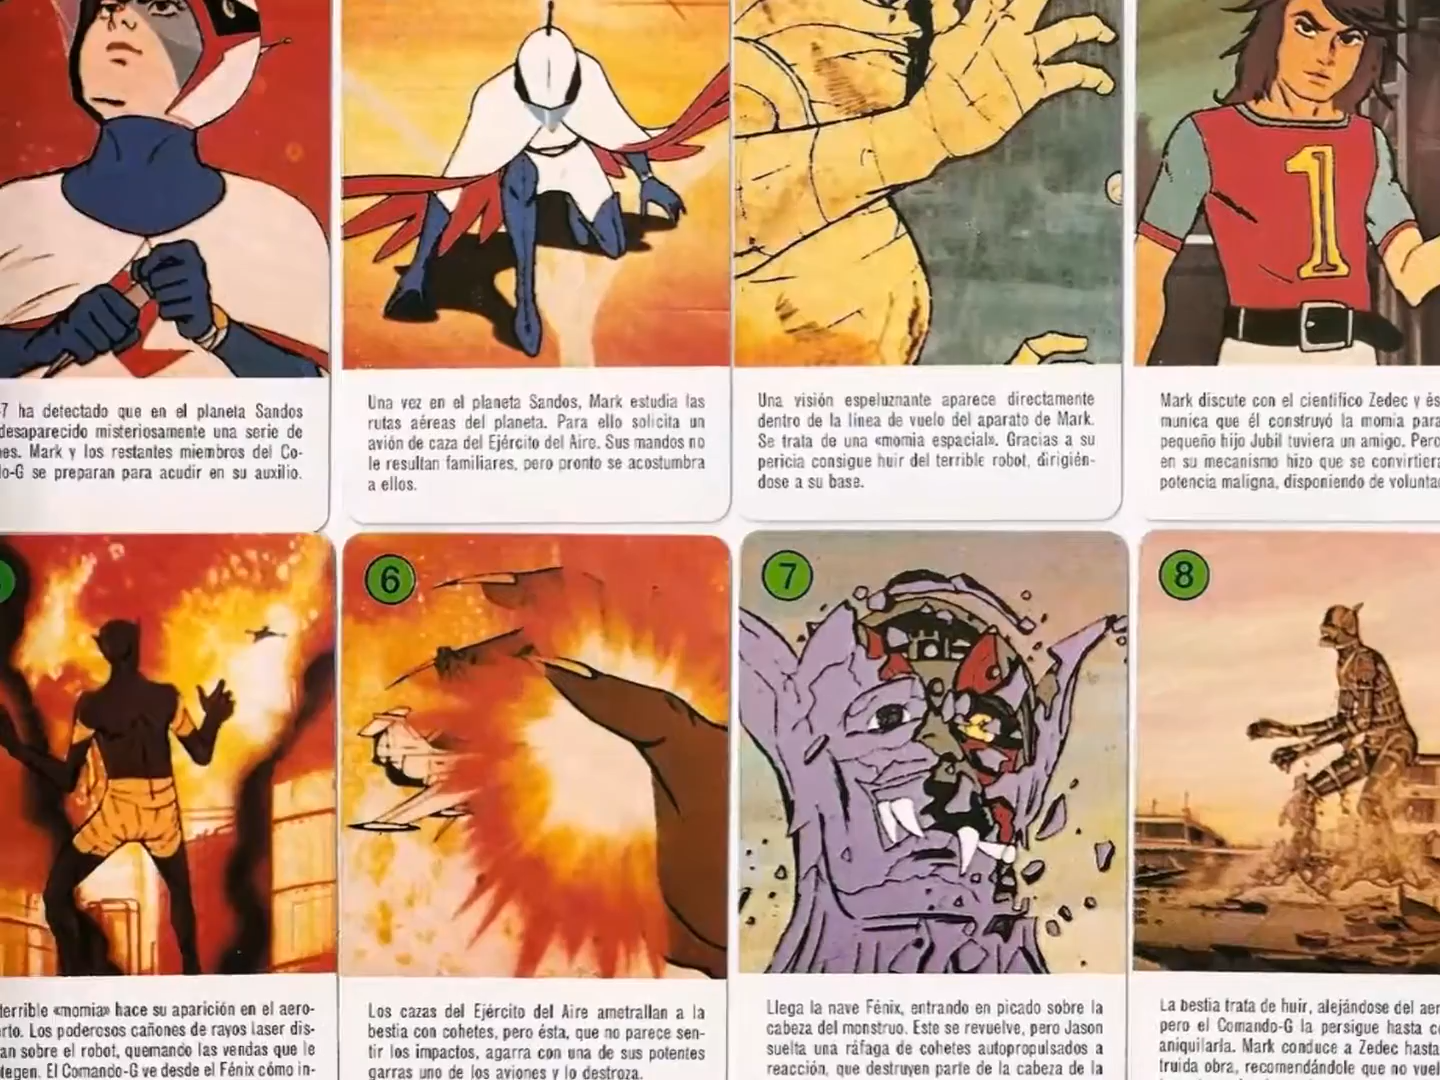 7 ha detectado que en el planeta Sandos
desaparecido misteriosamente una serie de
es. Mark y los restantes miembros del Co-
o-G se preparan para acudir en su auxilio.
Una vez en el planeta Sandos, Mark estudia las
rutas aéreas del planeta. Para ello solicita un
avión de caza del Ejército del Aire. Sus mandos no
le resultan familiares, pero pronto se acostumbra
a ellos.
Una visión espeluznante aparece directamente
dentro de la línea de vuelo del aparato de Mark.
Se trata de una «momia espacial». Gracias a su
pericia consigue huir del terrible robot, dirigién-
dose a su base.
1
Mark discute con el científico Zedec y és
munica que él construyó la momia para
pequeño hijo Jubil tuviera un amigo. Pero
en su mecanismo hizo que se convirtiera
potencia maligna, disponiendo de volunta
terrible «momia» hace su aparición en el aero-
rto. Los poderosos cañones de rayos laser dis-
an sobre el robot, quemando las vendas que le
tegen. El Comando-G ve desde el Fénix cómo in-
6
Los cazas del Ejército del Aire ametrallan a la
bestia con cohetes, pero ésta, que no parece sen-
tir los impactos, agarra con una de sus potentes
garras uno de los aviones y lo destroza.
7
Llega la nave Fénix, entrando en picado sobre la
cabeza del monstruo. Este se revuelve, pero Jason
suelta una ráfaga de cohetes autopropulsados a
reacción, que destruyen parte de la cabeza de la
8
La bestia trata de huir, alejándose del aer
pero el Comando-G la persigue hasta c
aniquilarla. Mark conduce a Zedec hasta
truida obra, recomendándole que no vuel